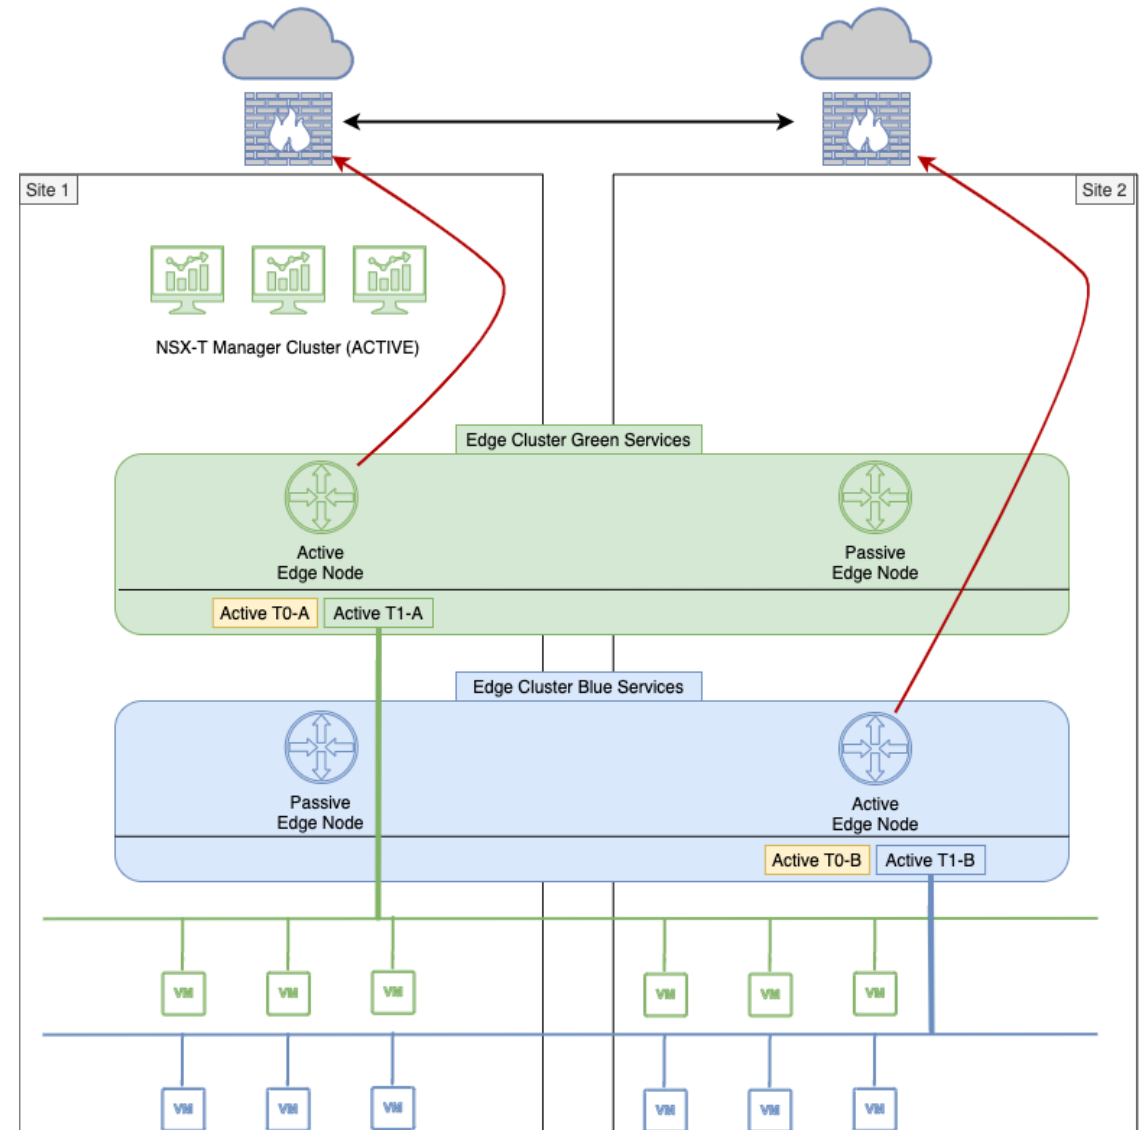 Site 1
Site 2
NSX-T Manager Cluster (ACTIVE)
Edge Cluster Green Services
Active
Edge Node
Passive
Edge Node
Active T0-A
Active T1-A
Edge Cluster Blue Services
Passive
Edge Node
Active
Edge Node
Active T0-B
Active T1-B
VM
VM
VM
VM
VM
VM
VM
VM
VM
VM
VM
VM